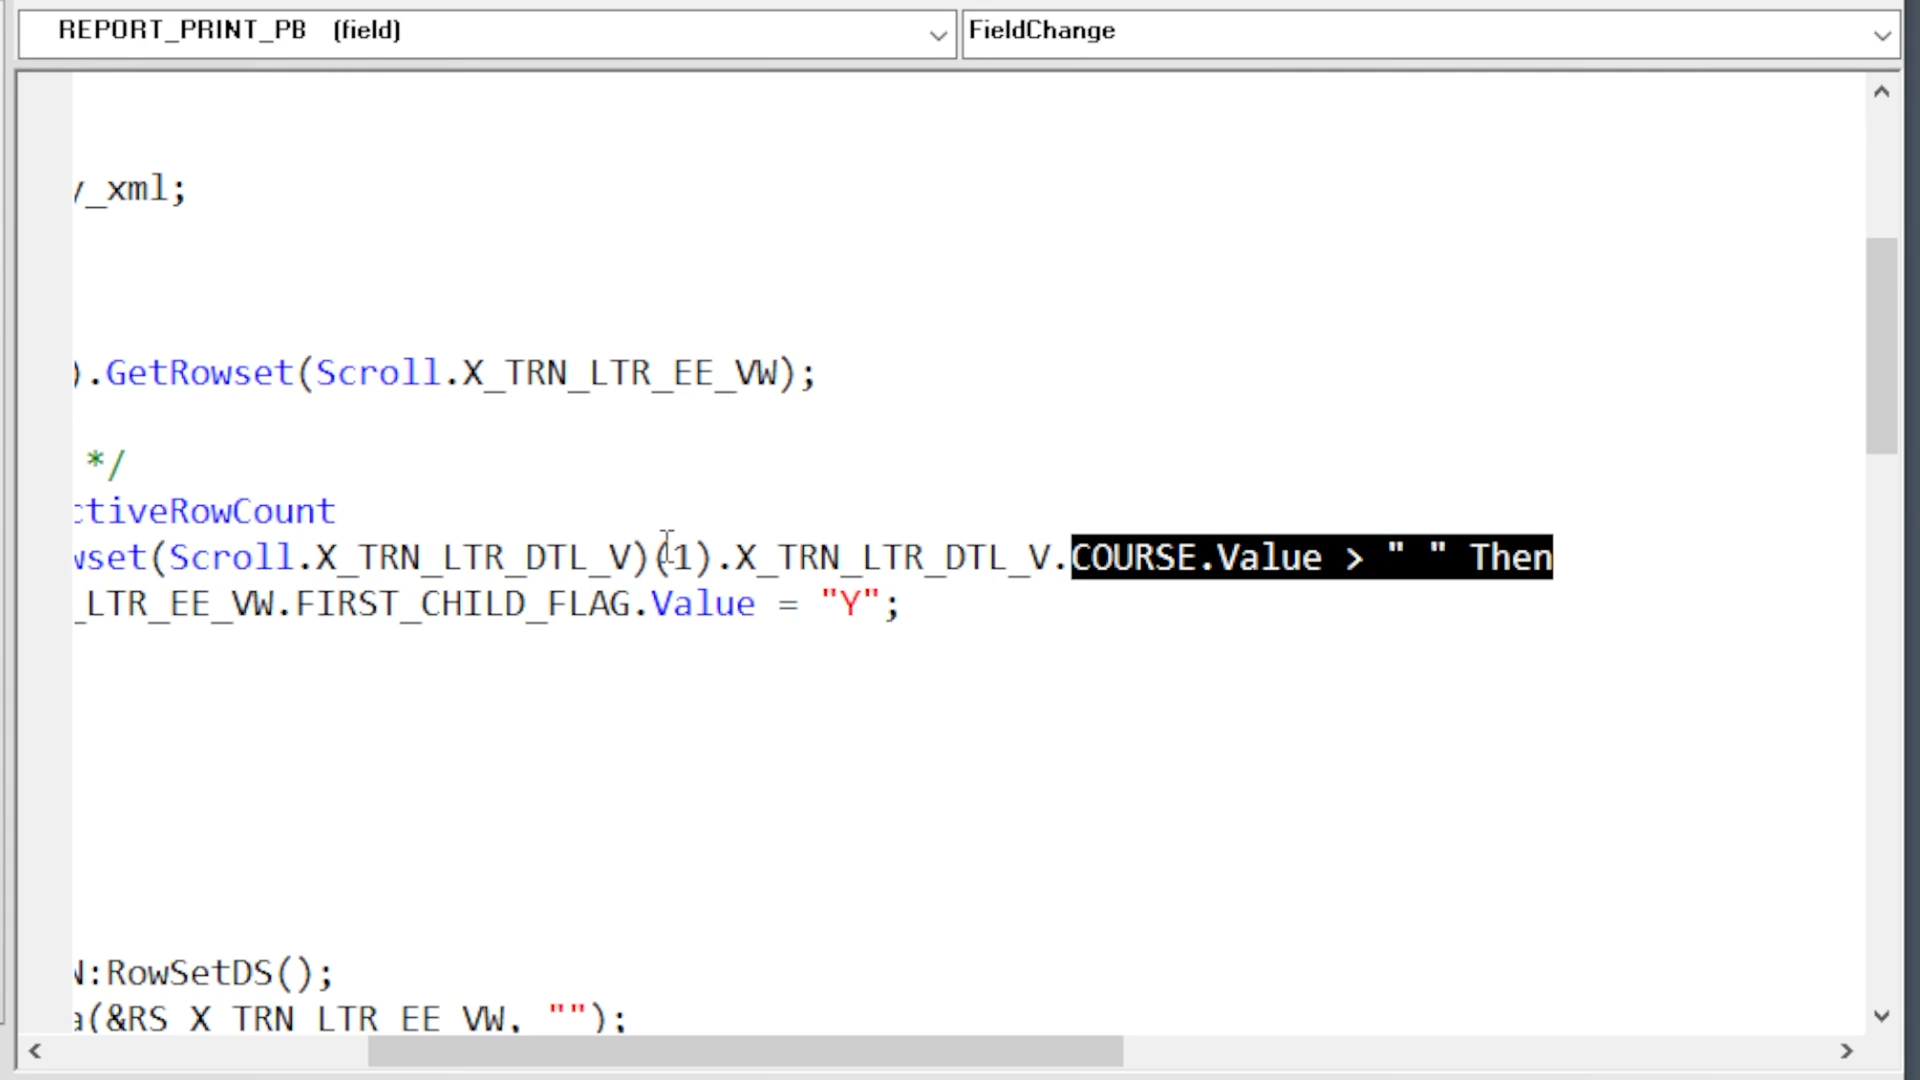 REPORT_PRINT_PB (field)
FieldChange
y_xml;
).GetRowset(Scroll.X_TRN_LTR_EE_VW);
*/
ctiveRowCount
wset(Scroll.X_TRN_LTR_DTL_V)(1).X_TRN_LTR_DTL_V.COURSE.Value > " " Then
_LTR_EE_VW.FIRST_CHILD_FLAG.Value = "Y";
N:RowSetDS();
a(&RS_X_TRN_LTR_EE_VW, "");